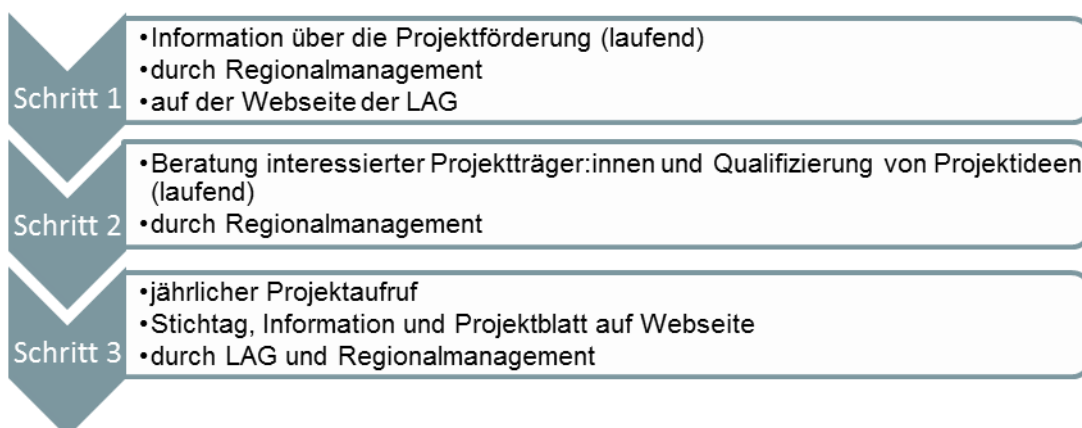 Schritt 1
•Information über die Projektförderung (laufend)
•durch Regionalmanagement
•auf der Webseite der LAG
Schritt 2
•Beratung interessierter Projektträger:innen und Qualifizierung von Projektideen
(laufend)
•durch Regionalmanagement
Schritt 3
•jährlicher Projektaufruf
•Stichtag, Information und Projektblatt auf Webseite
•durch LAG und Regionalmanagement